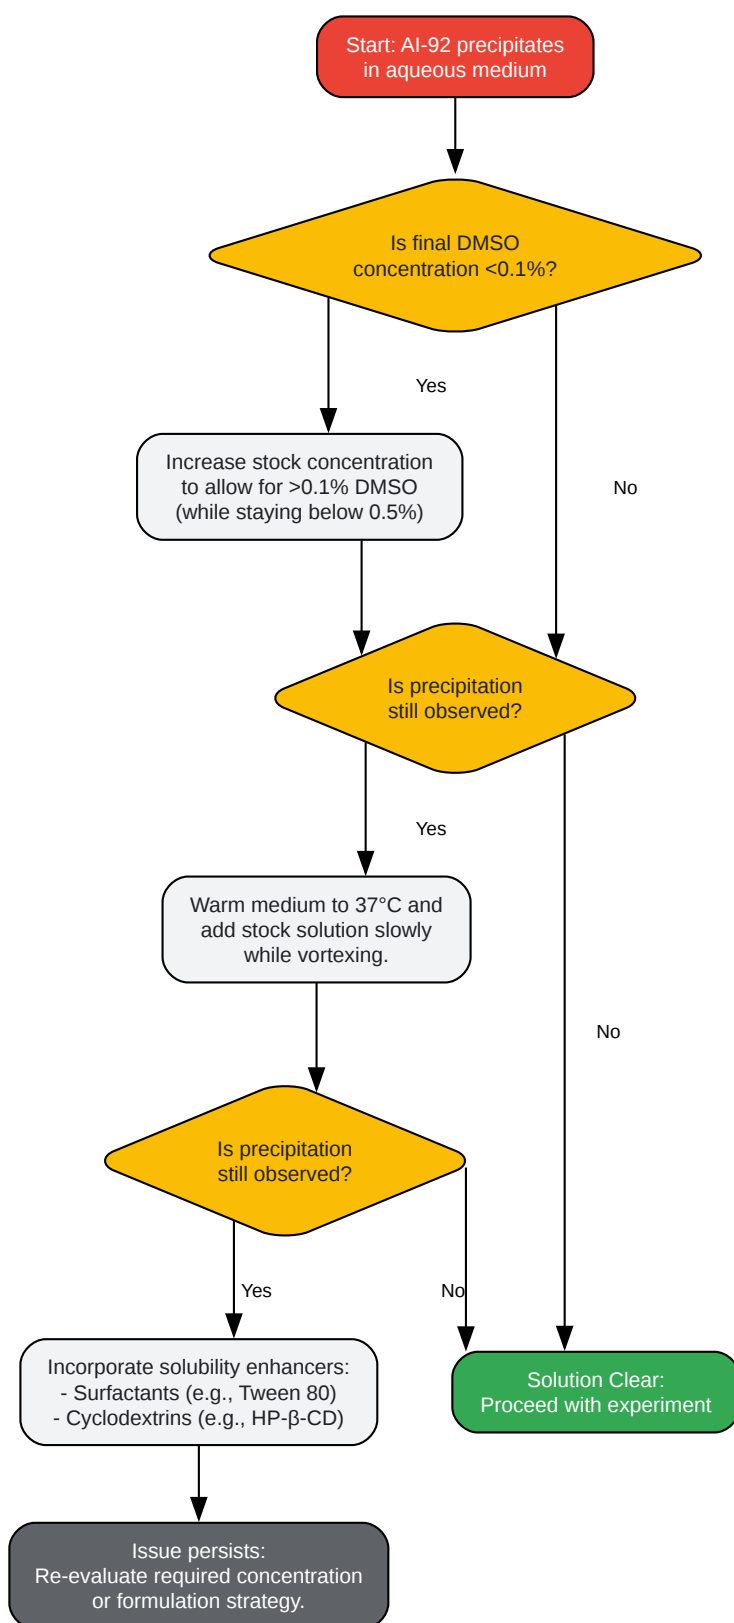 Start: AI-92 precipitates
in aqueous medium
Is final DMSO
concentration <0.1%?
Yes
Increase stock concentration
to allow for >0.1% DMSO
(while staying below 0.5%)
No
Is precipitation
still observed?
Yes
Warm medium to 37°C and
add stock solution slowly
while vortexing.
No
Is precipitation
still observed?
Yes
No
Incorporate solubility enhancers:
- Surfactants (e.g., Tween 80)
- Cyclodextrins (e.g., HP-β-CD)
Solution Clear:
Proceed with experiment
Issue persists:
Re-evaluate required concentration
or formulation strategy.